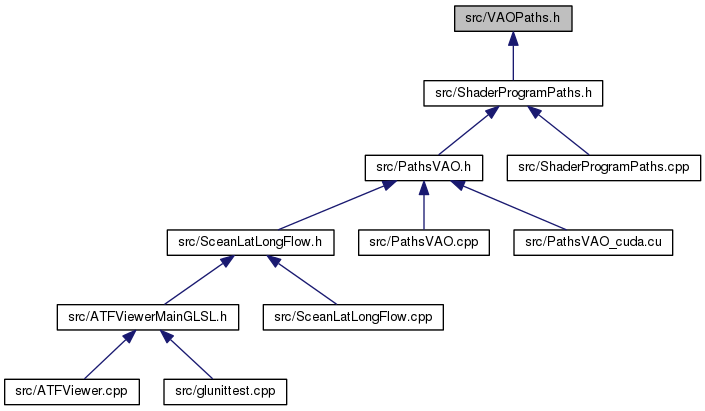 src/VAOPaths.h
src/ShaderProgramPaths.h
src/PathsVAO.h
src/ShaderProgramPaths.cpp
src/SceanLatLongFlow.h
src/PathsVAO.cpp
src/PathsVAO_cuda.cu
src/ATFViewerMainGLSL.h
src/SceanLatLongFlow.cpp
src/ATFViewer.cpp
src/glunittest.cpp